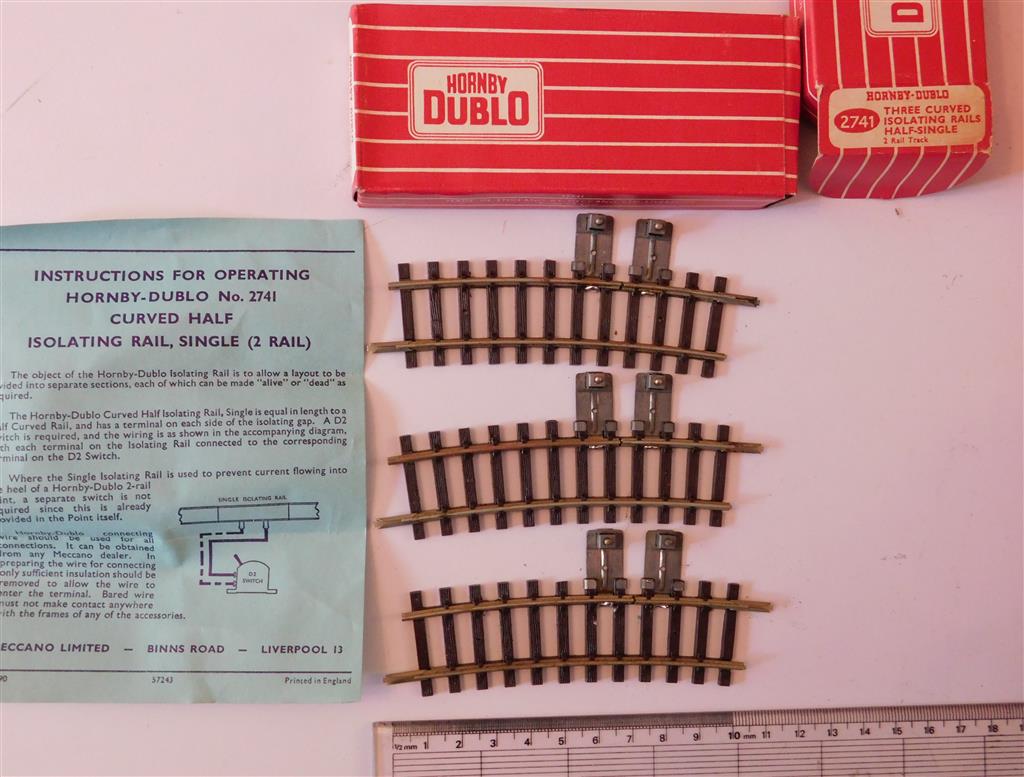 HORNBY
DUBLO
D
HORNBY-DUBLO
2741
THREE CURVED
ISOLATING RAILS
HALF-SINGLE
2 Rail Track
INSTRUCTIONS FOR OPERATING
HORNBY-DUBLO No. 2741
CURVED HALF
ISOLATING RAIL, SINGLE (2 RAIL)
The object of the Hornby-Dublo Isolating Rail is to allow a layout to be
vided into separate sections, each of which can be made "alive" or "dead" as
quired.
The Hornby-Dublo Curved Half Isolating Rail, Single is equal in length to a
lf Curved Rail, and has a terminal on each side of the isolating gap. A D2
itch is required, and the wiring is as shown in the accompanying diagram,
ith each terminal on the Isolating Rail connected to the corresponding
rminal on the D2 Switch.
Where the Single Isolating Rail is used to prevent current flowing into
e heel of a Hornby-Dublo 2-rail
int, a separate switch is not
quired since this is already
ovided in the Point itself.
Hornby-Dublo connecting
wire should be used for all
connections. It can be obtained
from any Meccano dealer. In
preparing the wire for connecting
only sufficient insulation should be
removed to allow the wire to
enter the terminal. Bared wire
must not make contact anywhere
with the frames of any of the accessories.
SINGLE ISOLATING RAIL
D2
SWITCH
ECCANO LIMITED — BINNS ROAD — LIVERPOOL 13
90 57243 Printed in England
1/2 mm 1 2 3 4 5 6 7 8 9 10 mm 11 12 13 14 15 16 17 18